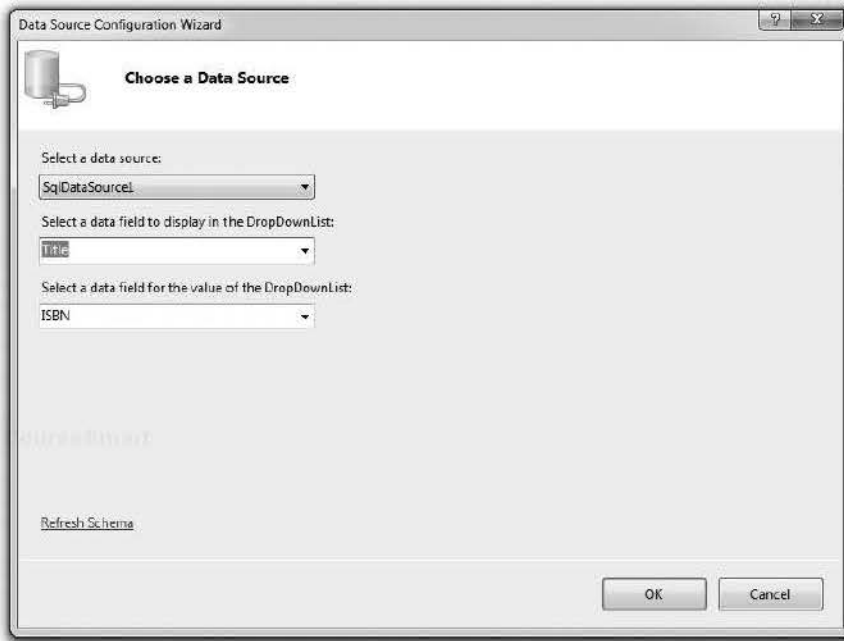 Data Source Configuration Wizard
Choose a Data Source
Select a data source:
SqlDataSource1
Select a data field to display in the DropDownList:
Title
Select a data field for the value of the DropDownList:
ISBN
CourseSmart
Refresh Schema
OK
Cancel